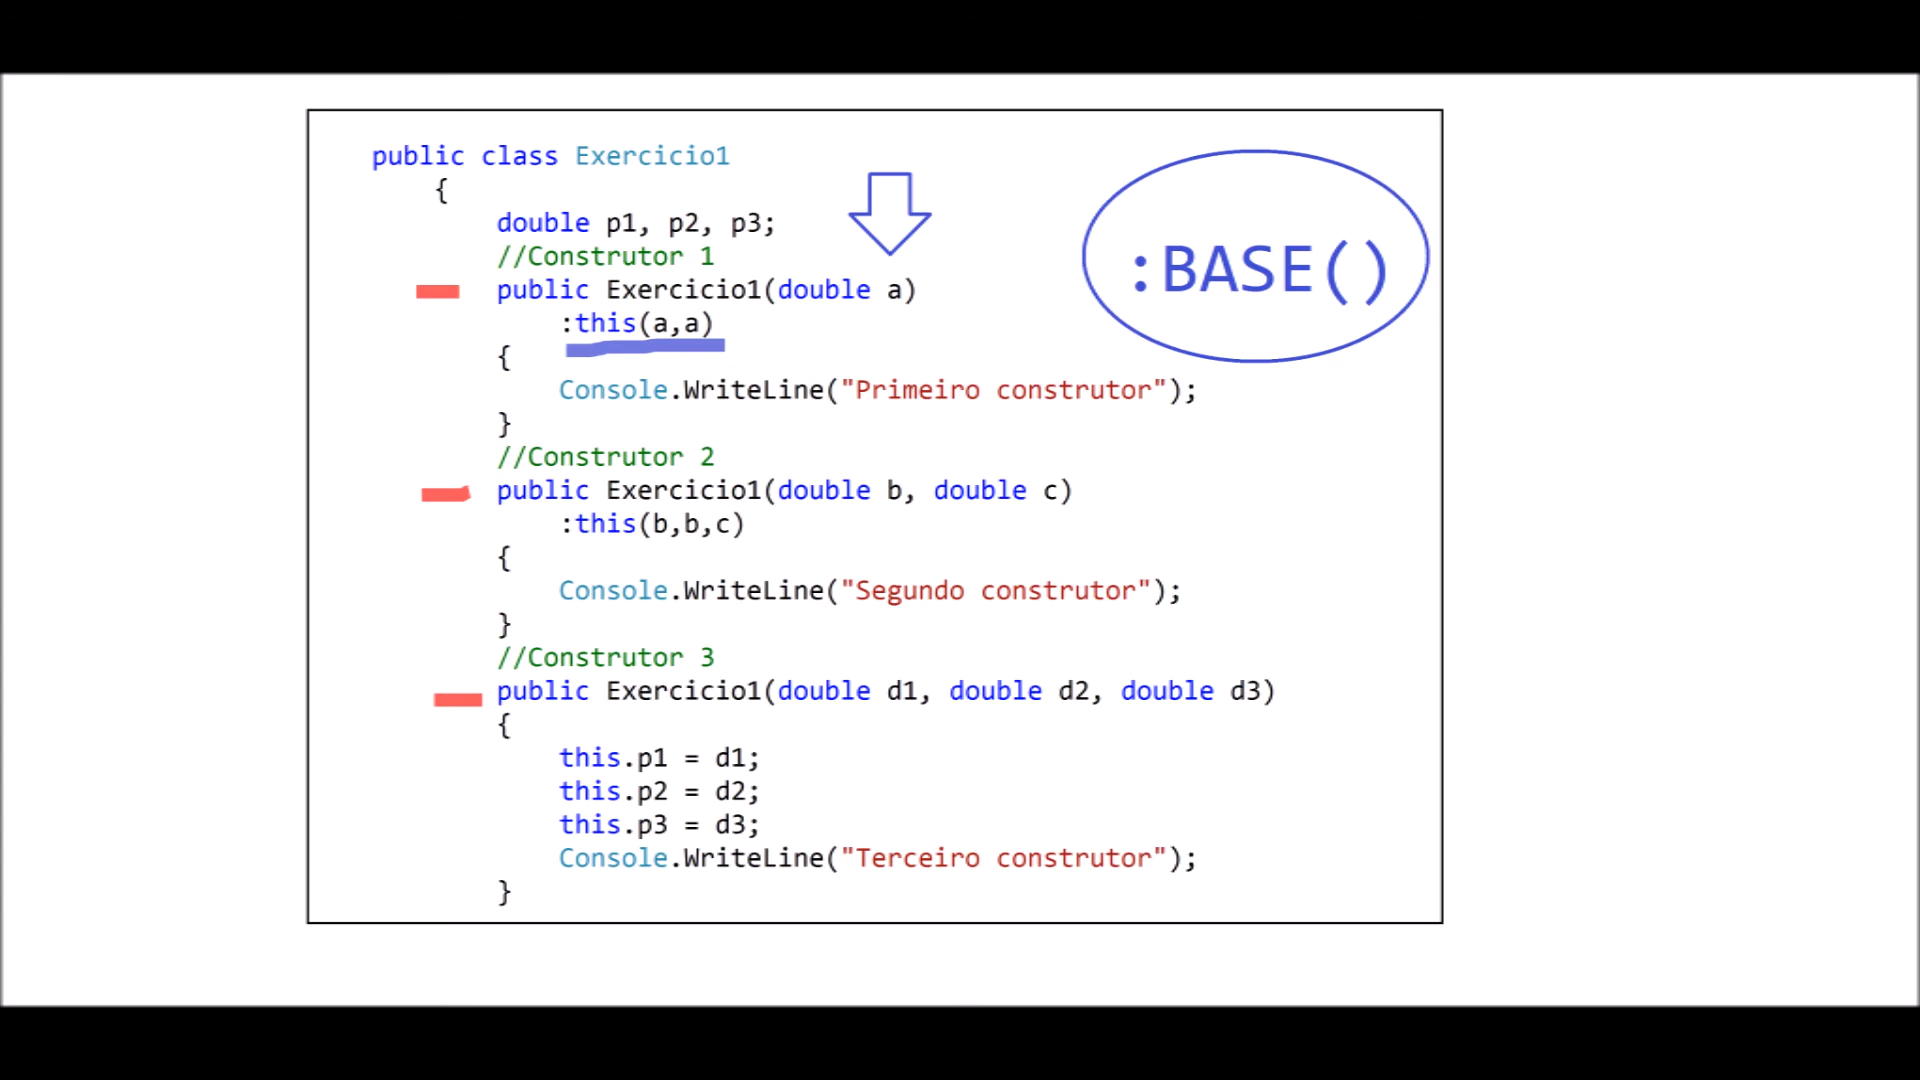 public class Exercicio1
{
double p1, p2, p3;
//Construtor 1
public Exercicio1(double a)
:this(a,a)
{
Console.WriteLine("Primeiro construtor");
}
//Construtor 2
public Exercicio1(double b, double c)
:this(b,b,c)
{
Console.WriteLine("Segundo construtor");
}
//Construtor 3
public Exercicio1(double d1, double d2, double d3)
{
this.p1 = d1;
this.p2 = d2;
this.p3 = d3;
Console.WriteLine("Terceiro construtor");
}
:BASE()